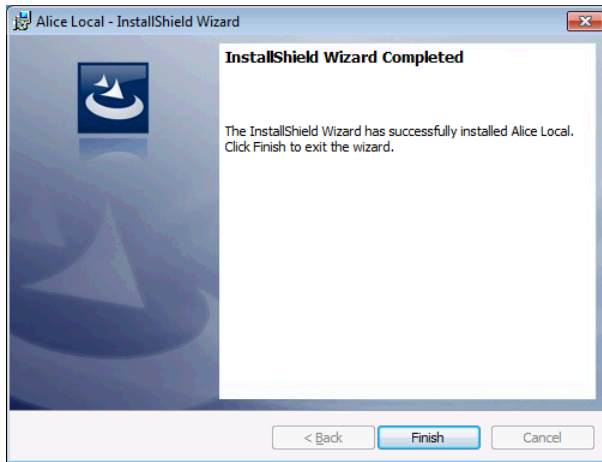 Alice Local - InstallShield Wizard
InstallShield Wizard Completed
The InstallShield Wizard has successfully installed Alice Local.
Click Finish to exit the wizard.
< Back
Finish
Cancel